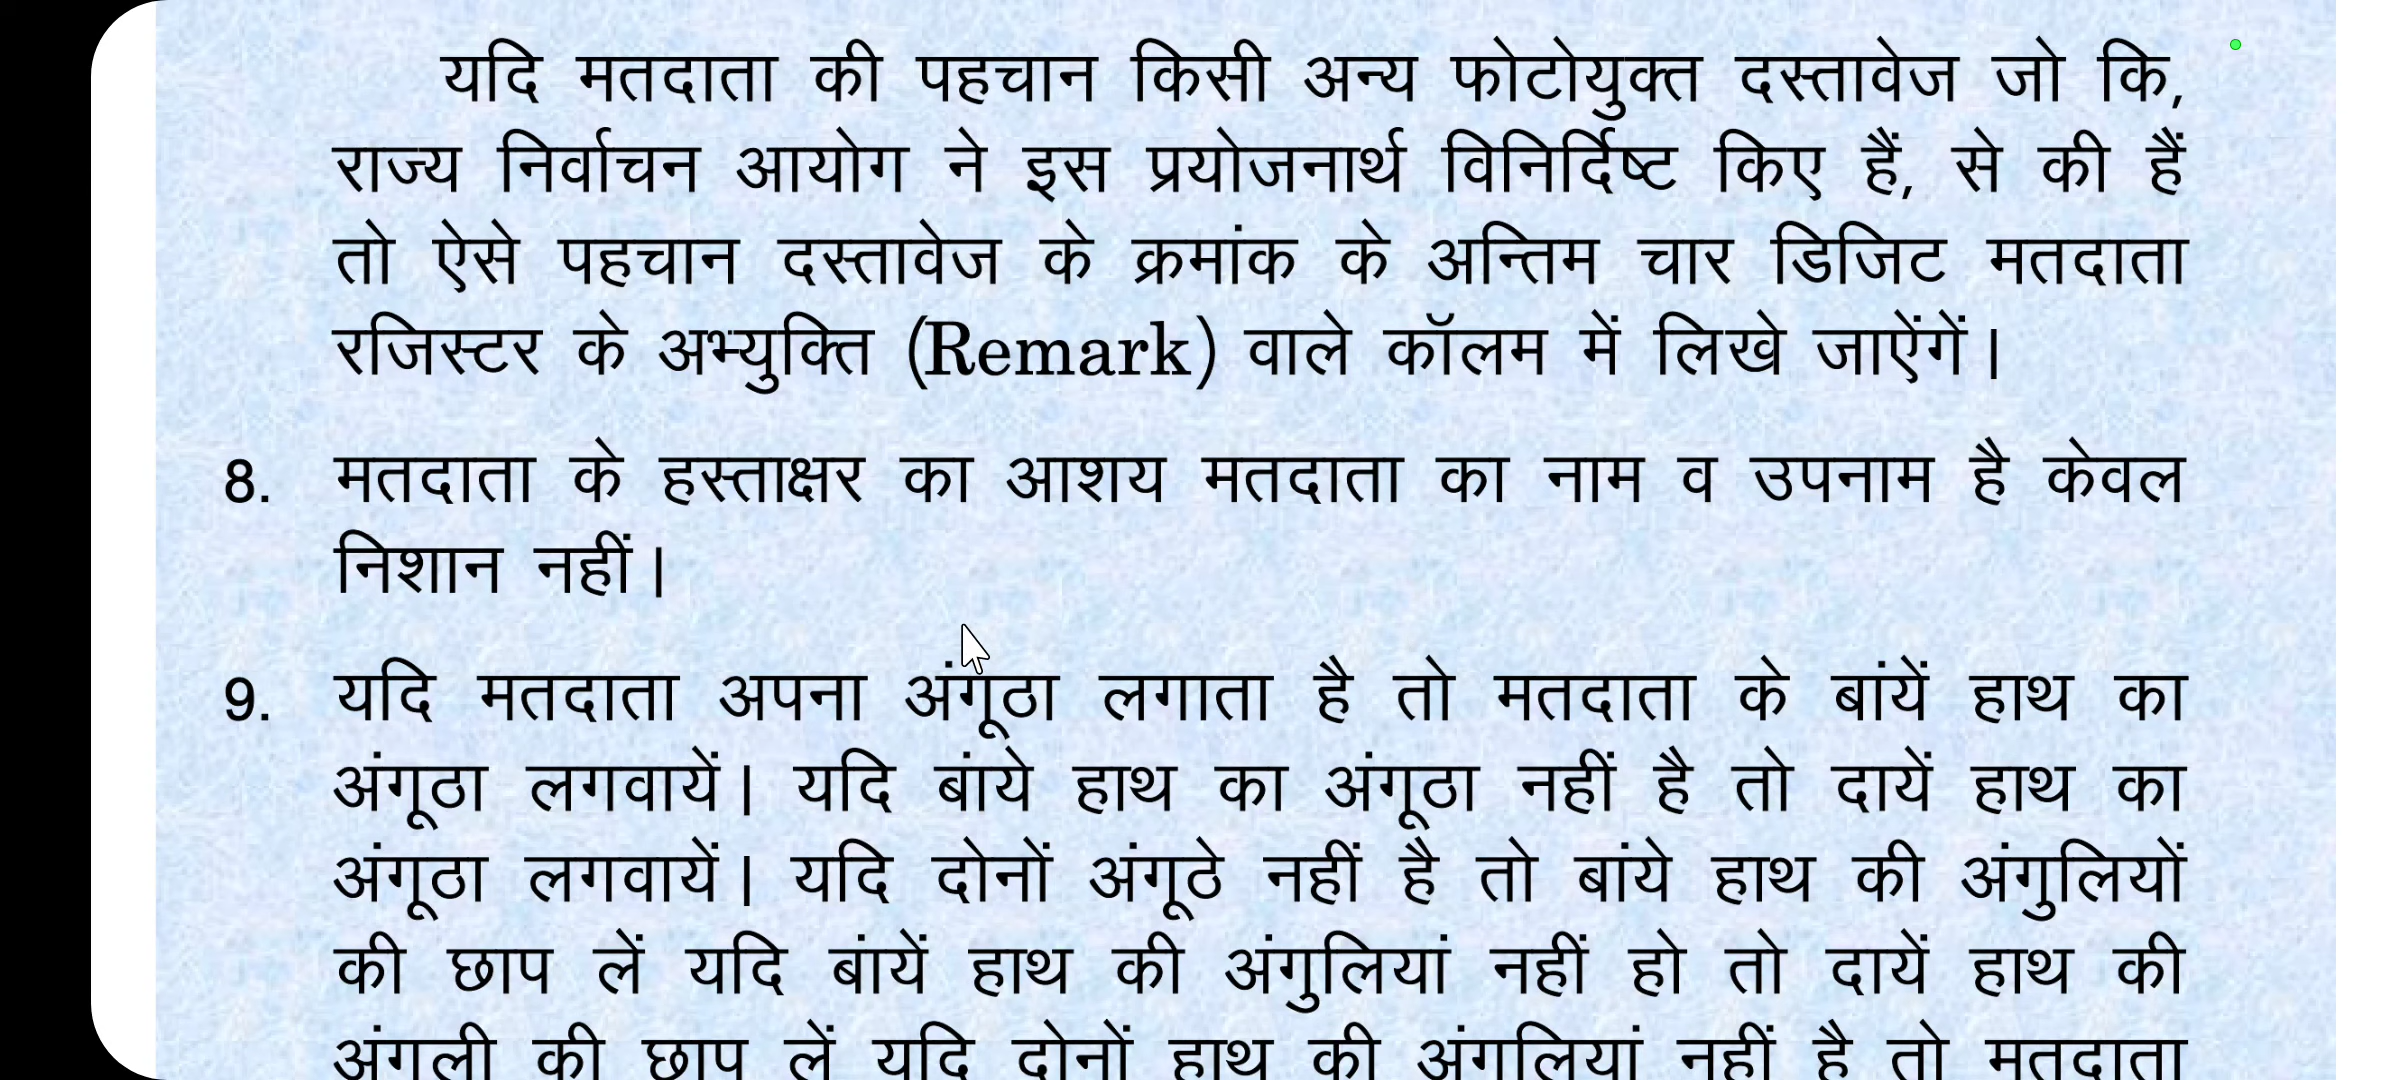 यदि मतदाता की पहचान किसी अन्य फोटोयुक्त दस्तावेज जो कि,
राज्य निर्वाचन आयोग ने इस प्रयोजनार्थ विनिर्दिष्ट किए हैं, से की हैं
तो ऐसे पहचान दस्तावेज के क्रमांक के अन्तिम चार डिजिट मतदाता
रजिस्टर के अभ्युक्ति (Remark) वाले कॉलम में लिखे जाऐंगें।
8. मतदाता के हस्ताक्षर का आशय मतदाता का नाम व उपनाम है केवल
निशान नहीं।
9. यदि मतदाता अपना अंगूठा लगाता है तो मतदाता के बांयें हाथ का
अंगूठा लगवायें। यदि बांये हाथ का अंगूठा नहीं है तो दायें हाथ का
अंगूठा लगवायें। यदि दोनों अंगूठे नहीं है तो बांये हाथ की अंगुलियों
की छाप लें यदि बांयें हाथ की अंगुलियां नहीं हो तो दायें हाथ की
अंगुली की छाप लें यदि दोनों हाथ की अंगुलियां नहीं है तो मतदाता